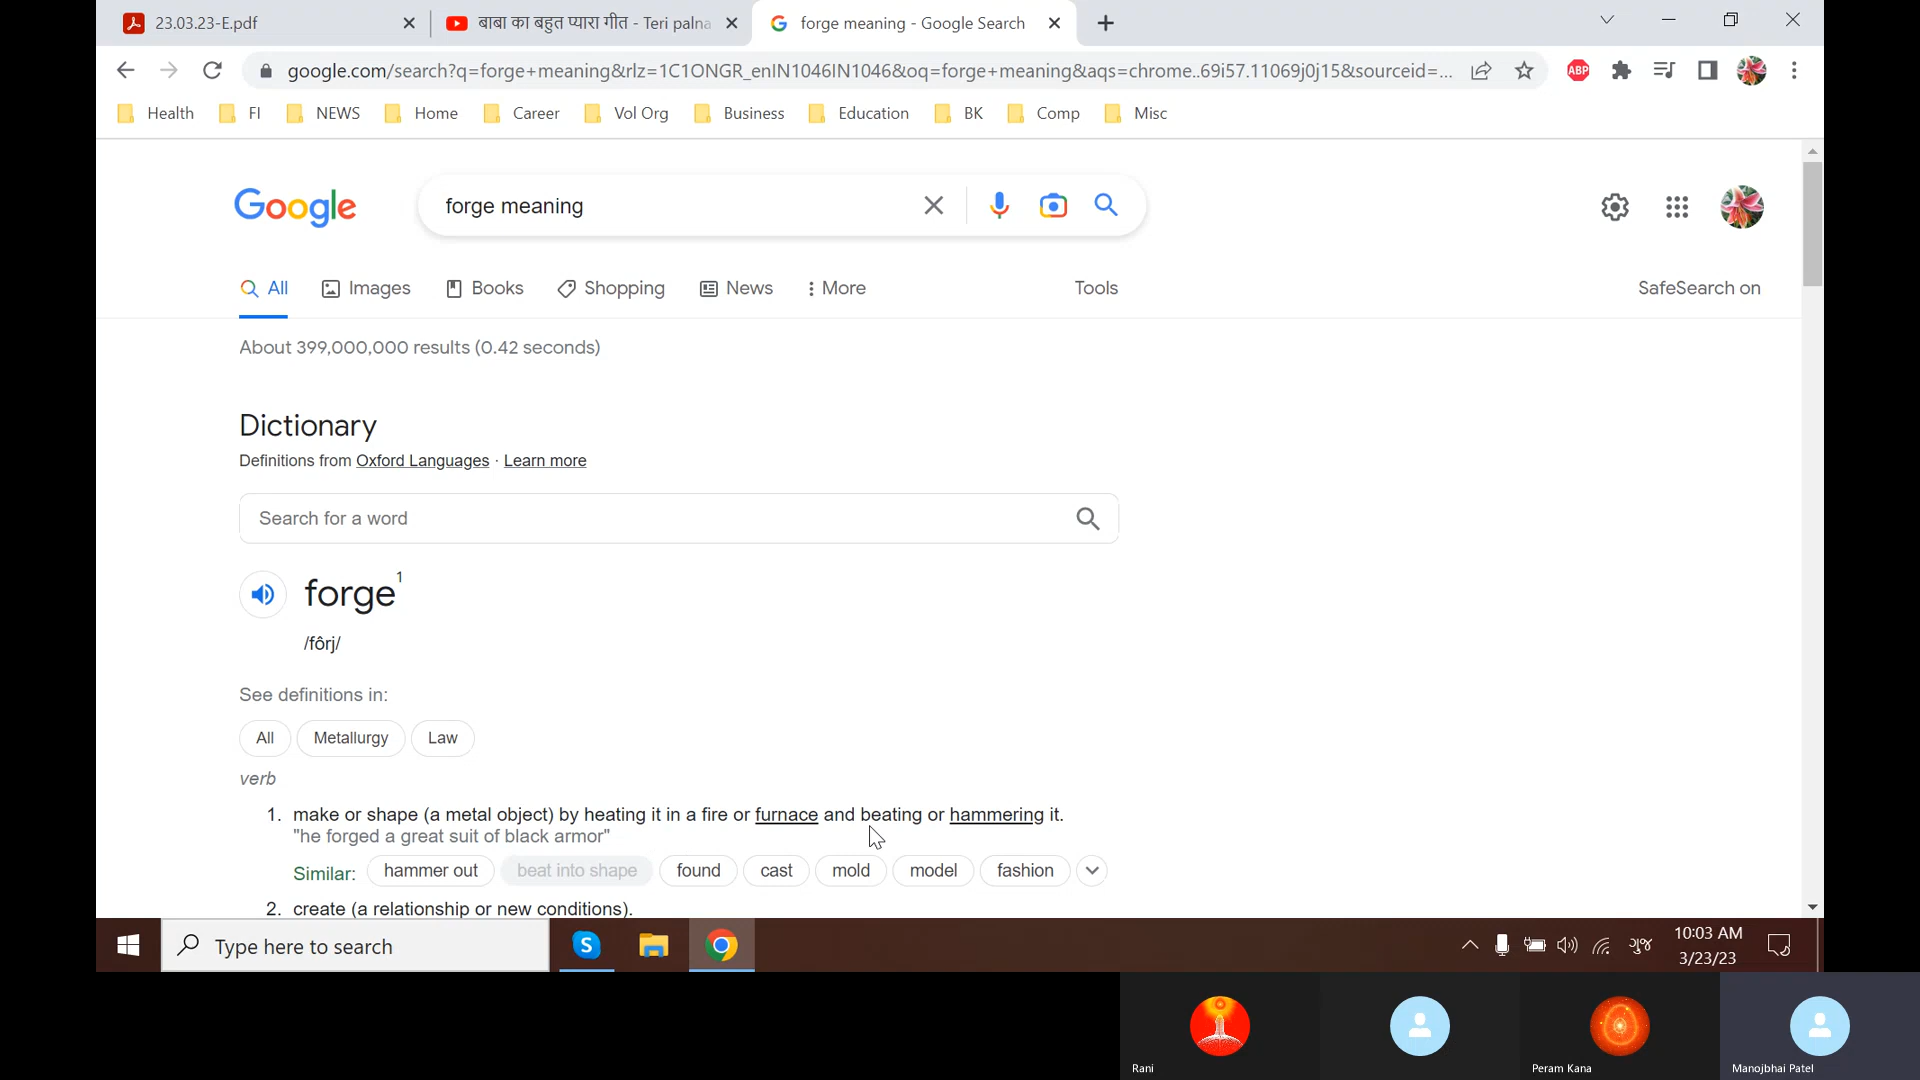 23.03.23-E.pdf
बाबा का बहुत प्यारा गीत - Teri palna
forge meaning - Google Search
google.com/search?q=forge+meaning&rlz=1C1ONGR_enIN1046IN1046&oq=forge+meaning&aqs=chrome..69i57.11069j0j15&sourceid=...
ABP
Health FI NEWS Home Career Vol Org Business Education BK Comp Misc
Google
forge meaning
All Images Books Shopping News More Tools SafeSearch on
About 399,000,000 results (0.42 seconds)
Dictionary
Definitions from Oxford Languages · Learn more
Search for a word
forge¹
/fôrj/
See definitions in:
All Metallurgy Law
verb
1. make or shape (a metal object) by heating it in a fire or furnace and beating or hammering it.
"he forged a great suit of black armor"
Similar: hammer out beat into shape found cast mold model fashion
2. create (a relationship or new conditions).
Type here to search
ગુજ
10:03 AM
3/23/23
Rani
Peram Kana
Manojbhai Patel